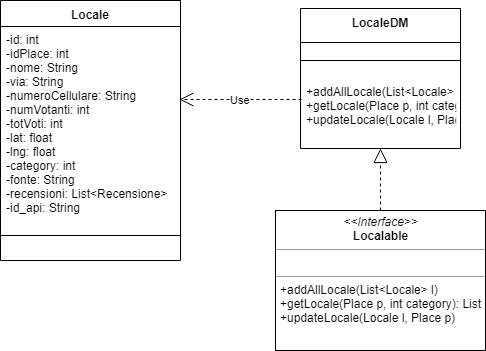 Locale
-id: int
-idPlace: int
-nome: String
-via: String
-numeroCellulare: String
-numVotanti: int
-totVoti: int
-lat: float
-lng: float
-category: int
-fonte: String
-recensioni: List<Recensione>
-id_api: String
Use
LocaleDM
+addAllLocale(List<Locale>
+getLocale(Place p, int cate
+updateLocale(Locale l, Plac
<<interface>>
Localable
+addAllLocale(List<Locale> l)
+getLocale(Place p, int category): List
+updateLocale(Locale l, Place p)